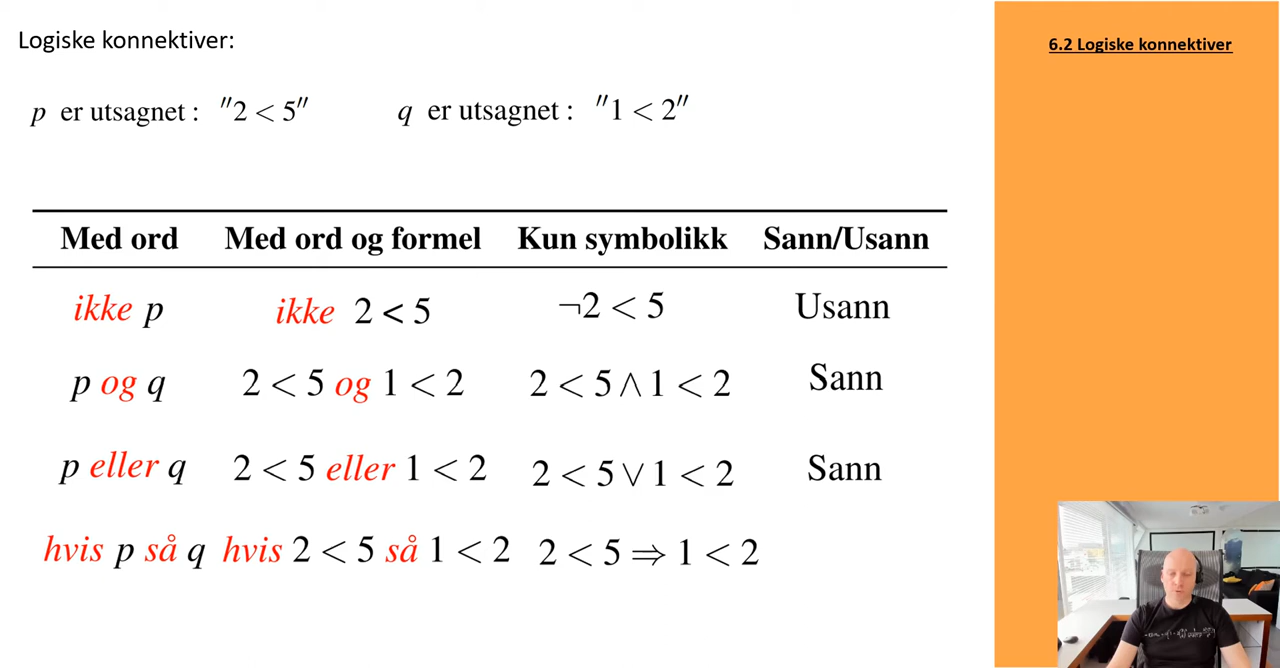 Logiske konnektiver:
6.2 Logiske konnektiver
p er utsagnet : "2 < 5" q er utsagnet : "1 < 2"
Med ord Med ord og formel Kun symbolikk Sann/Usann
ikke p ikke 2 < 5 ¬2 < 5 Usann
p og q 2 < 5 og 1 < 2 2 < 5 ∧ 1 < 2 Sann
p eller q 2 < 5 eller 1 < 2 2 < 5 ∨ 1 < 2 Sann
hvis p så q hvis 2 < 5 så 1 < 2 2 < 5 ⇒ 1 < 2